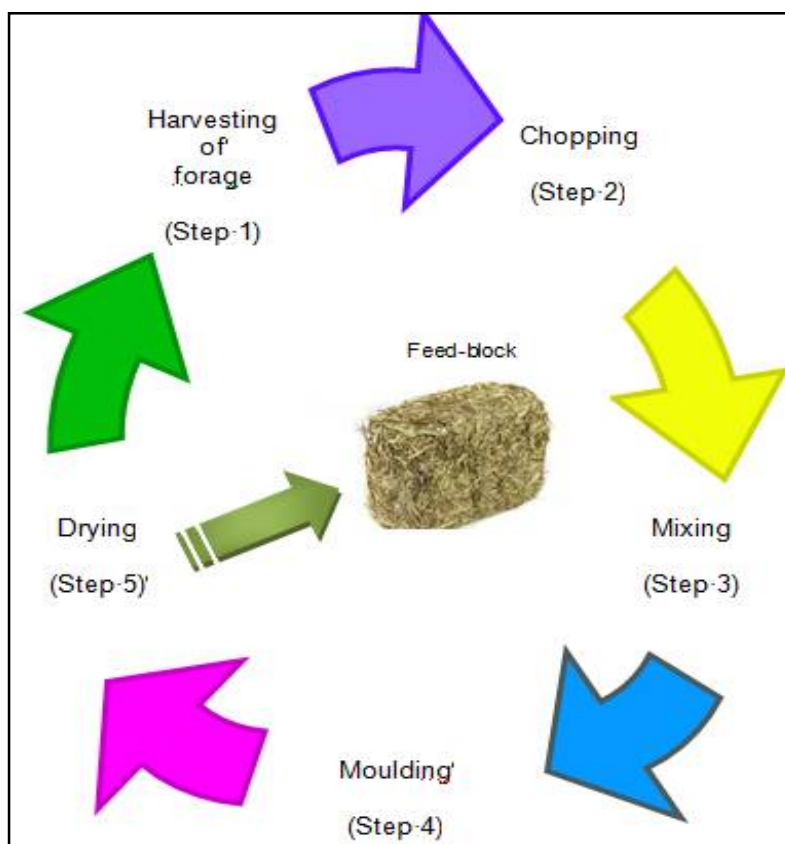 Harvesting
of
forage
(Step-1)
Chopping
(Step-2)
Feed-block
Mixing
(Step-3)
Moulding
(Step-4)
Drying
(Step-5)